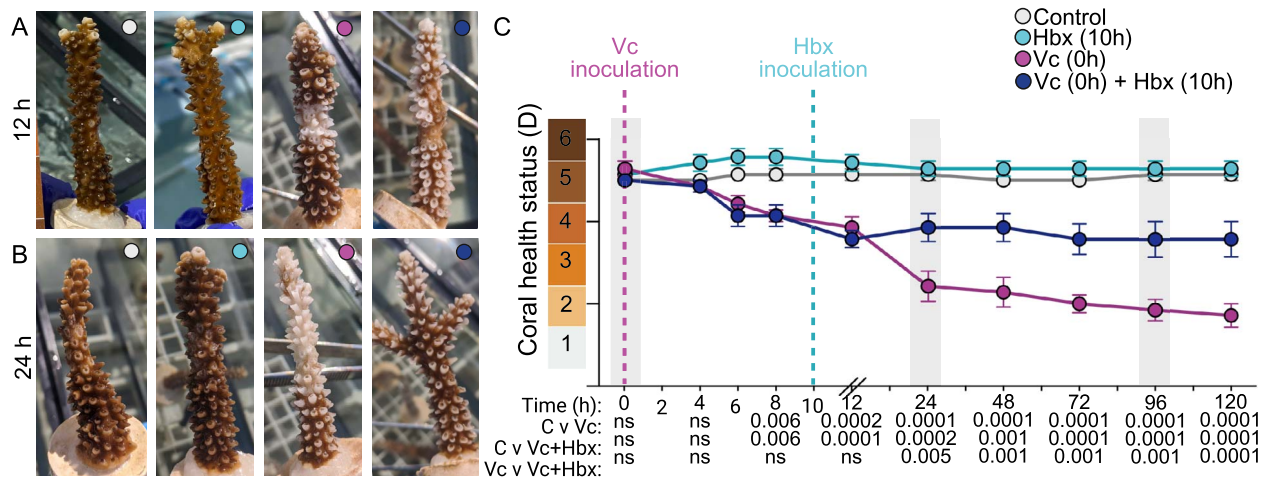 A
12 h
B
24 h
C
Control
Hbx (10h)
Vc (0h)
Vc (0h) + Hbx (10h)
Vc
inoculation
Hbx
inoculation
Coral health status (D)
6
5
4
3
2
1
Time (h): 0 2 4 6 8 10 12 24 48 72 96 120
C v Vc: ns ns 0.006 0.0002 0.0001 0.0001 0.0001 0.0001 0.0001
C v Vc+Hbx: ns ns 0.006 0.0001 0.0002 0.001 0.0001 0.0001 0.0001
Vc v Vc+Hbx: ns ns ns ns 0.005 0.001 0.001 0.001 0.0001